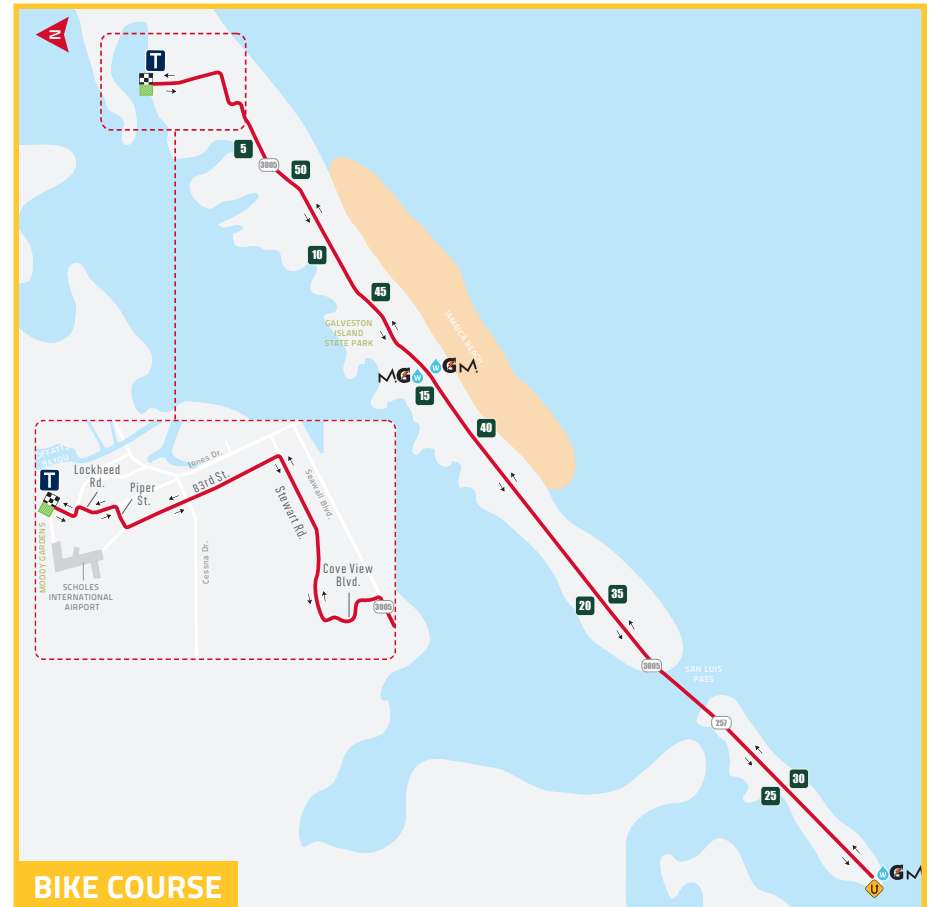 N
T
5
3005
50
10
45
GALVESTON
ISLAND
STATE PARK
JAMAICA BEACH
M.
G
W
W
G
M.
15
40
T
Lockheed
Rd.
Piper
St.
Jones Dr.
83rd St.
Seawall Blvd.
Stewart Rd.
MOODY GARDENS
SCHOLES
INTERNATIONAL
AIRPORT
Cessna Dr.
Cove View
Blvd.
3005
20
35
3005
SAN LUIS
PASS
257
25
30
W
G
U
BIKE COURSE